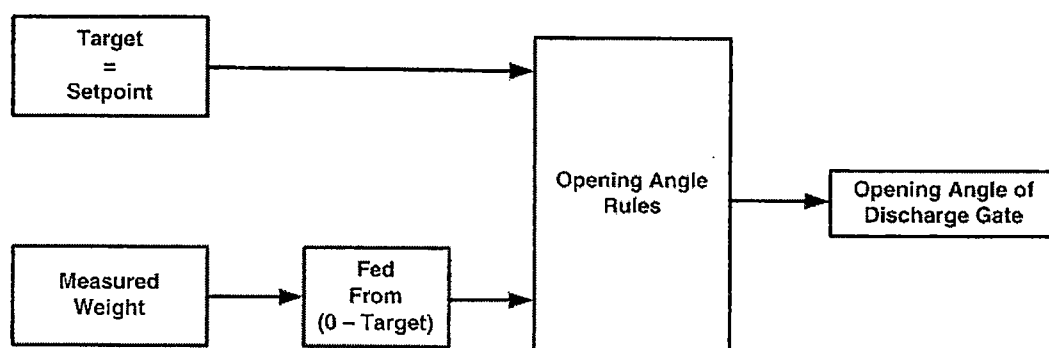 Target
=
Setpoint
Opening Angle
Rules
Opening Angle of
Discharge Gate
Measured
Weight
Fed
From
(0 – Target)